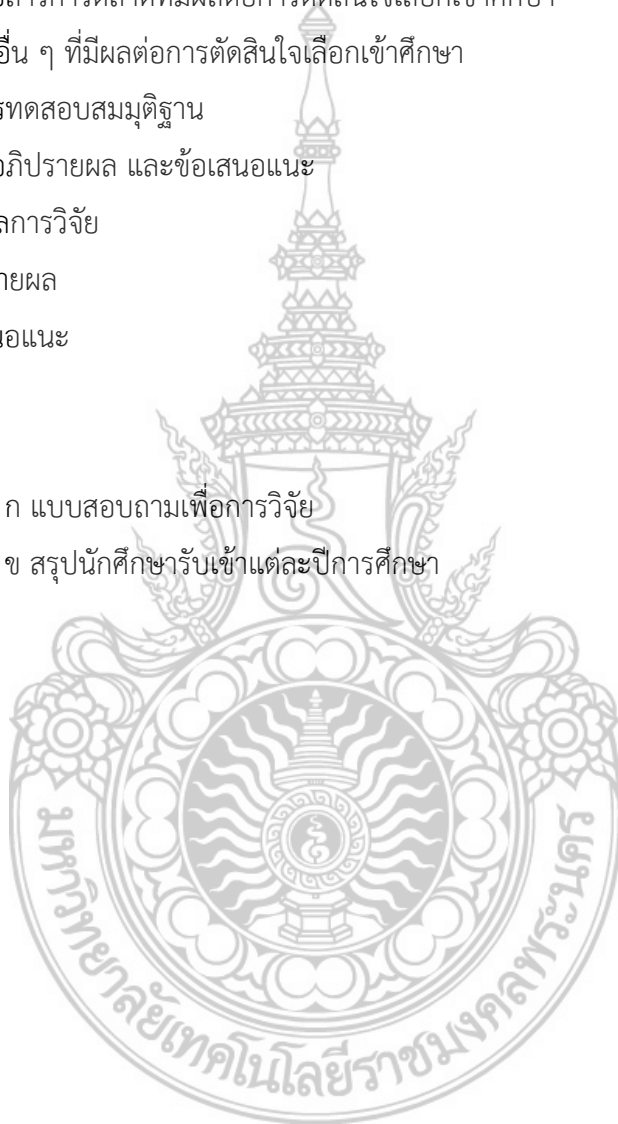 อื่น ๆ ที่มีผลต่อการตัดสินใจเลือกเข้าศึกษา
ทดสอบสมมุติฐาน
อภิปรายผล และข้อเสนอแนะ
การวิจัย
ายผล
อแนะ
ก แบบสอบถามเพื่อการวิจัย
ข สรุปนักศึกษารับเข้าแต่ละปีการศึกษา
มหาวิทยาลัยเทคโนโลยีราชมงคลพระนคร